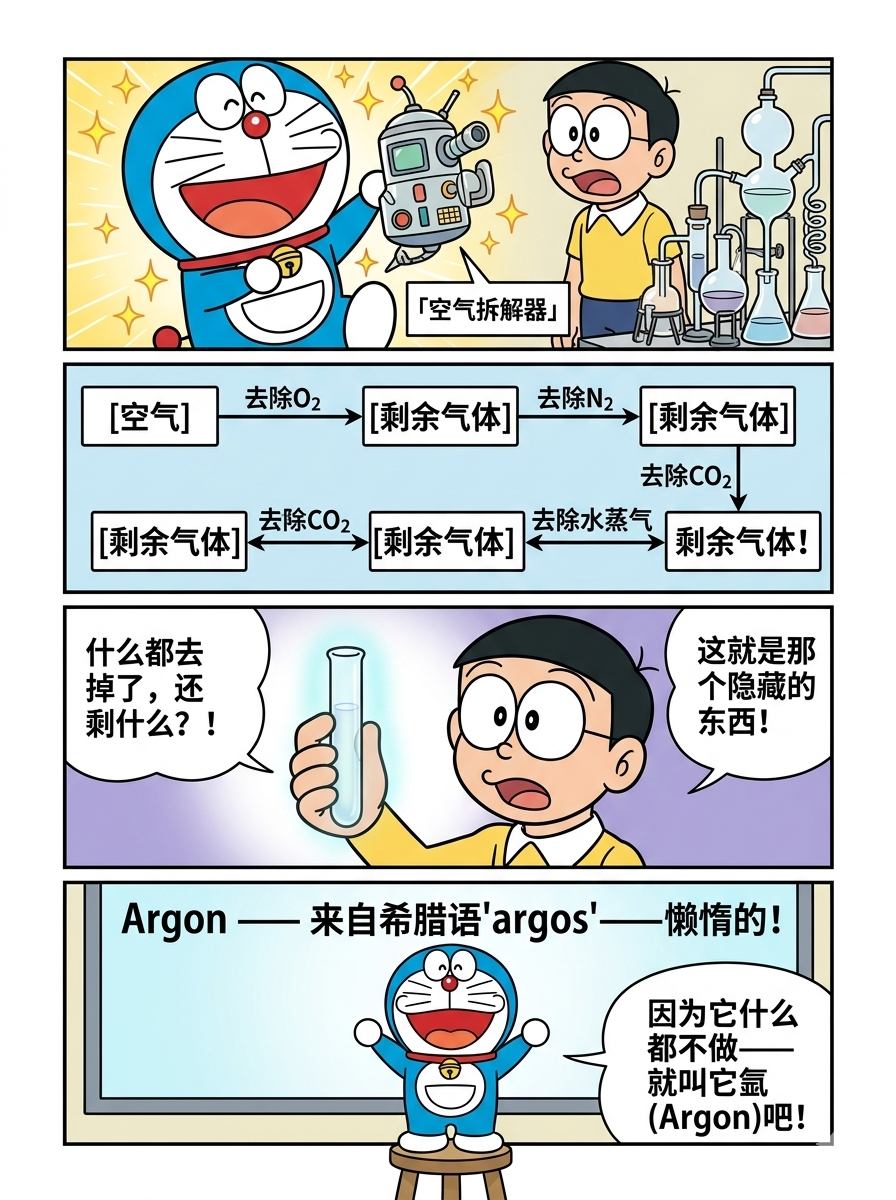 「空气拆解器」
[空气]
去除O₂
[剩余气体]
去除N₂
[剩余气体]
去除CO₂
[剩余气体]
去除CO₂
[剩余气体]
去除水蒸气
剩余气体！
什么都去
掉了，还
剩什么？！
这就是那
个隐藏的
东西！
Argon —— 来自希腊语'argos'——懒惰的！
因为它什么
都不做——
就叫它氩
(Argon)吧！